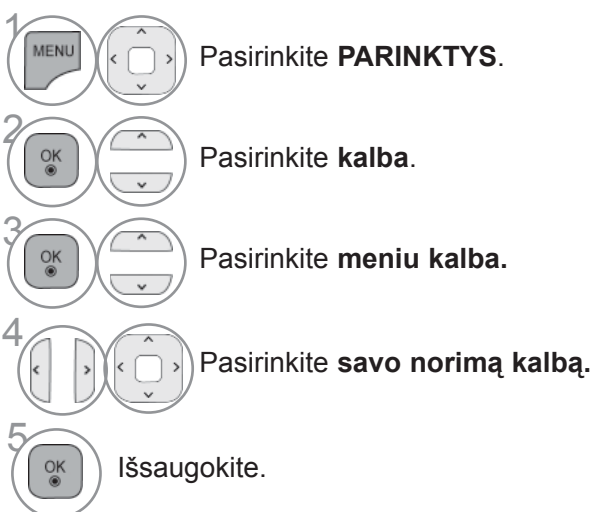 1 MENU Pasirinkite PARINKTYS.
2 OK Pasirinkite kalba.
3 OK Pasirinkite meniu kalba.
4 Pasirinkite savo norimą kalbą.
5 OK Išsaugokite.